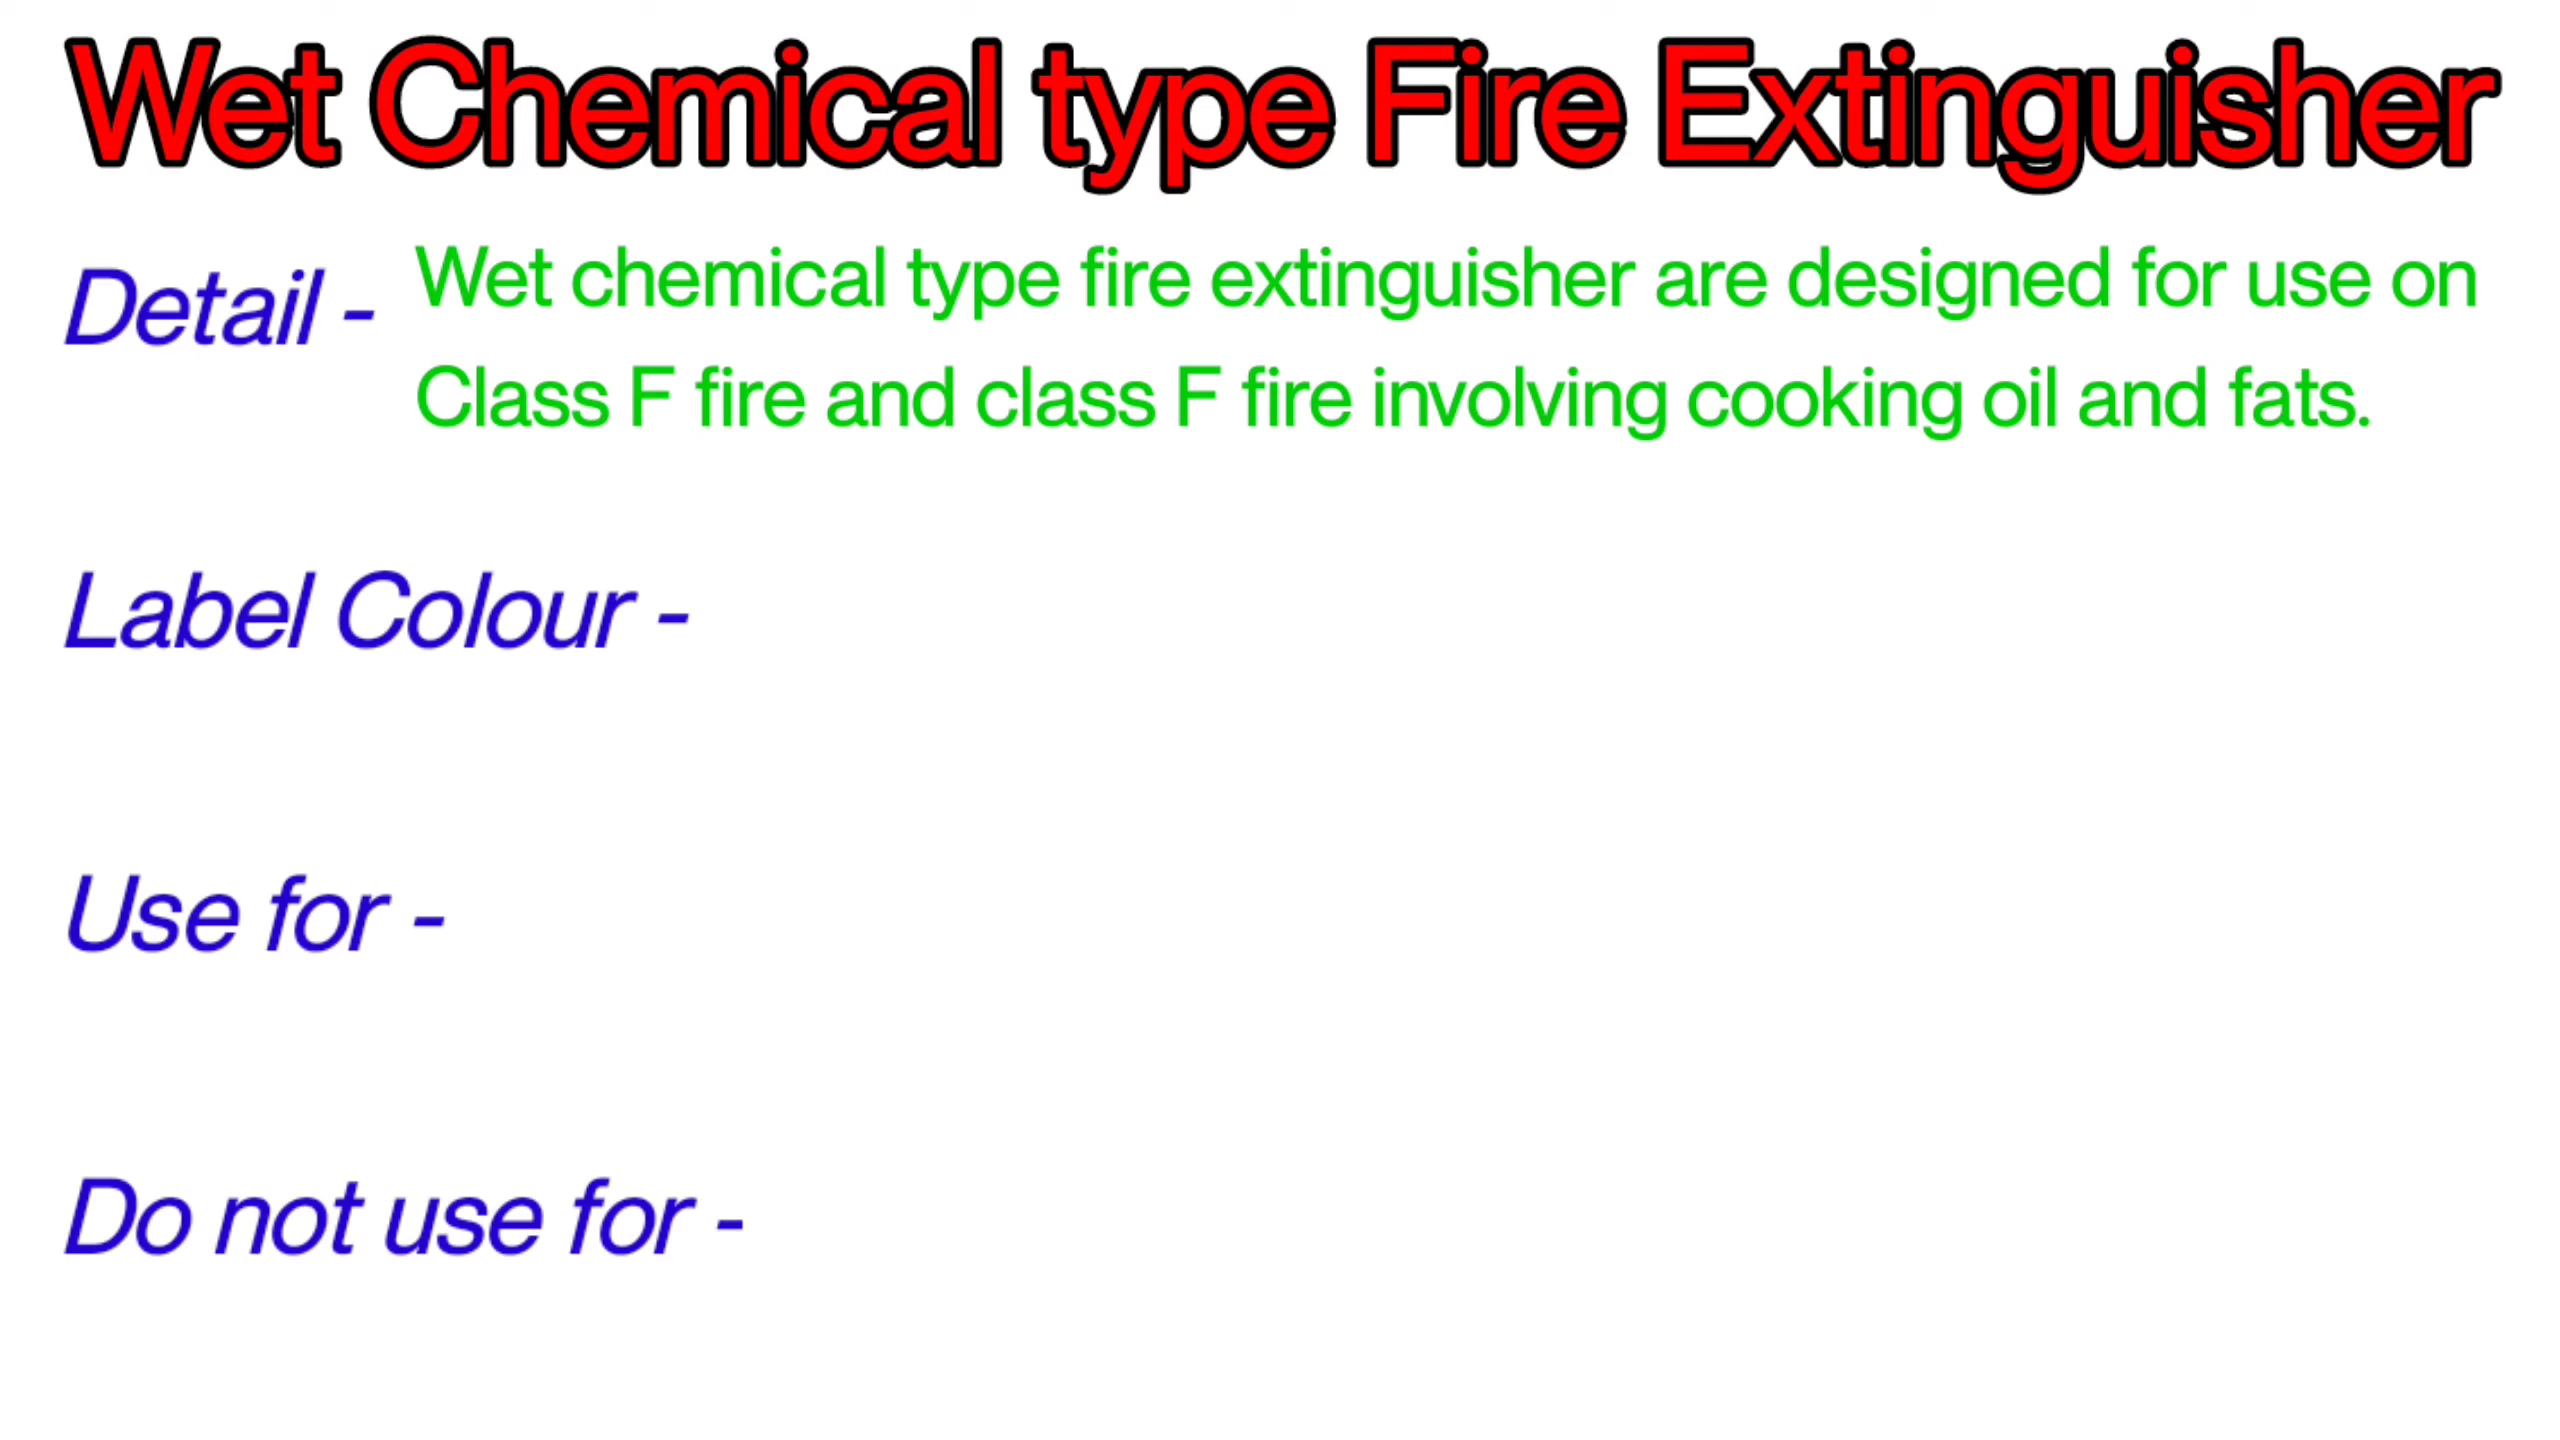 Wet Chemical type Fire Extinguisher
Detail - Wet chemical type fire extinguisher are designed for use on
Class F fire and class F fire involving cooking oil and fats.
Label Colour -
Use for -
Do not use for -